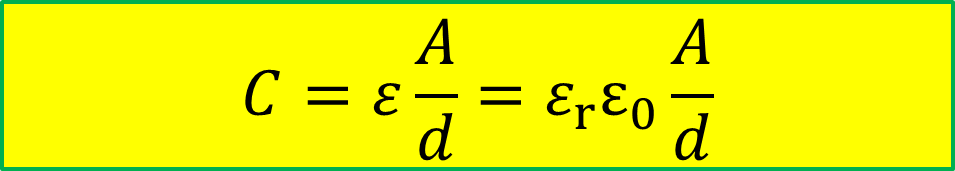 C = ε A/d = εᵣε₀ A/d